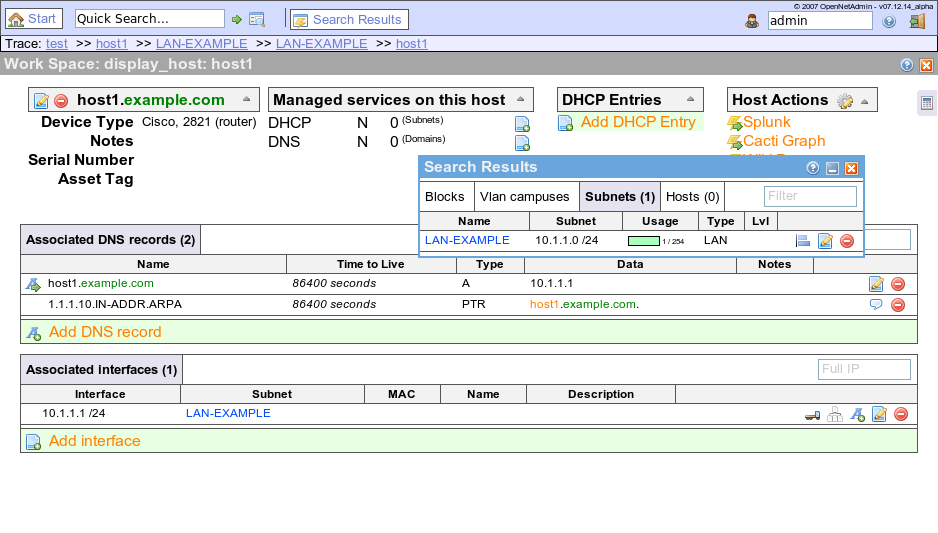 © 2007 OpenNetAdmin - v07.12.14_alpha
Start Quick Search... Search Results admin
Trace: test >> host1 >> LAN-EXAMPLE >> LAN-EXAMPLE >> host1
Work Space: display_host: host1
host1.example.com
Device Type Cisco, 2821 (router)
Notes
Serial Number
Asset Tag
Managed services on this host
DHCP N 0 (Subnets)
DNS N 0 (Domains)
DHCP Entries
Add DHCP Entry
Host Actions
Splunk
Cacti Graph
Search Results
Blocks Vlan campuses Subnets (1) Hosts (0) Filter
Name Subnet Usage Type Lvl
LAN-EXAMPLE 10.1.1.0 /24 1 / 254 LAN
Associated DNS records (2)
Name Time to Live Type Data Notes
host1.example.com 86400 seconds A 10.1.1.1
1.1.1.10.IN-ADDR.ARPA 86400 seconds PTR host1.example.com.
Add DNS record
Associated interfaces (1) Full IP
Interface Subnet MAC Name Description
10.1.1.1 /24 LAN-EXAMPLE
Add interface